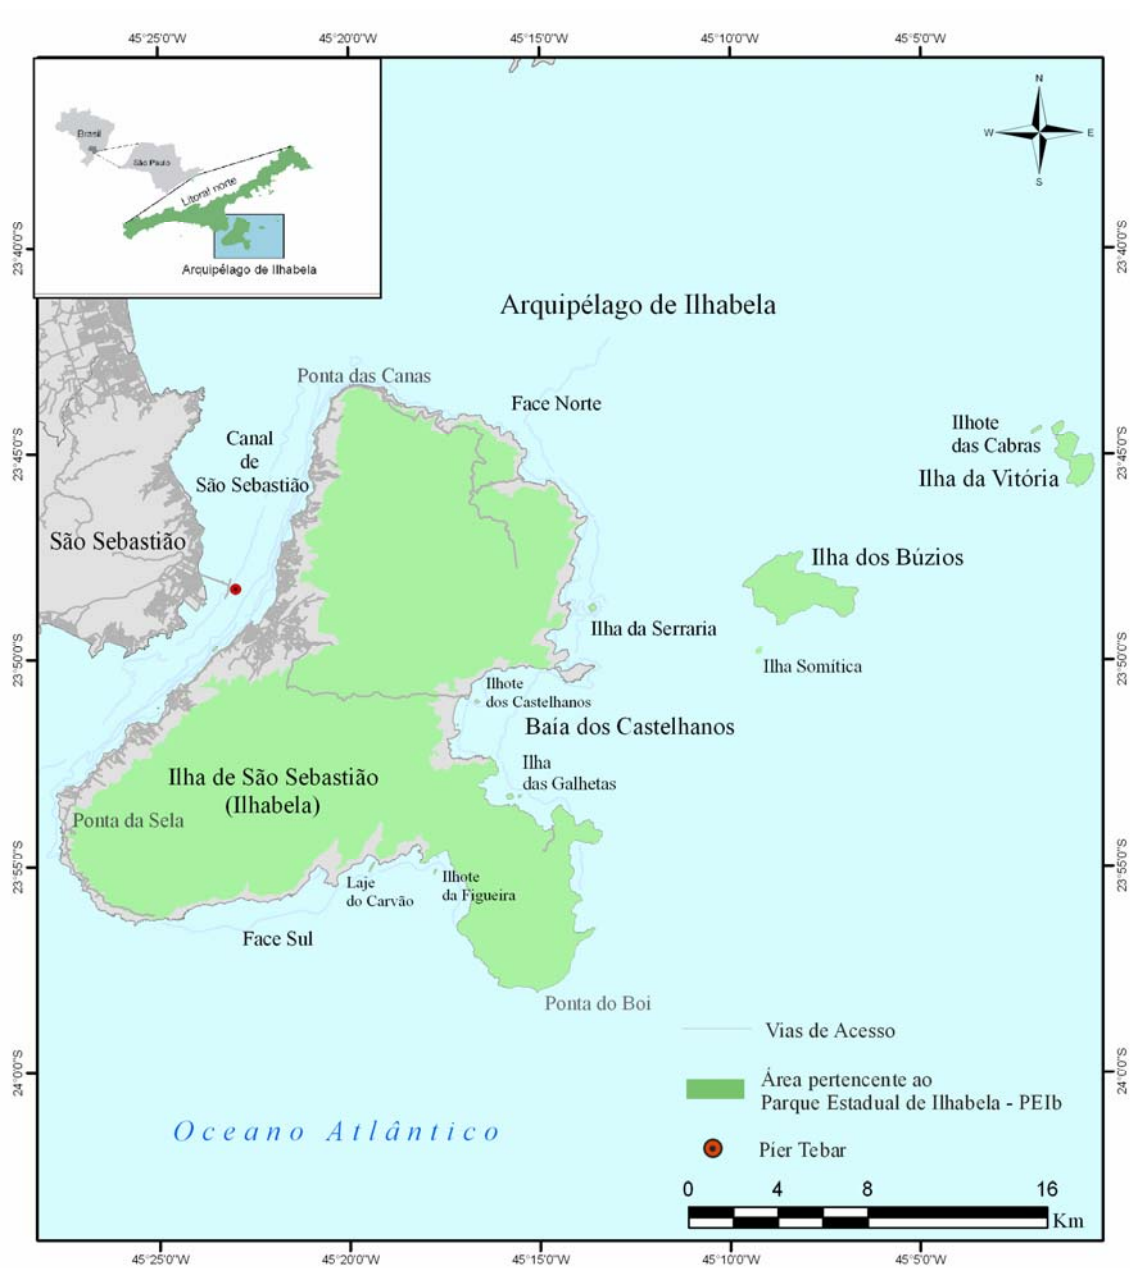 45°25'0"W
45°20'0"W
45°15'0"W
45°10'0"W
45°5'0"W
N
W
E
S
Brasil
São Paulo
Litoral norte
Arquipélago de Ilhabela
23°40'0"S
23°40'0"S
Arquipélago de Ilhabela
Ponta das Canas
Face Norte
Canal
de
São Sebastião
Ilhote
das Cabras
Ilha da Vitória
23°45'0"S
23°45'0"S
São Sebastião
Ilha dos Búzios
Ilha da Serraria
Ilha Somítica
23°50'0"S
23°50'0"S
Ilhote
dos Castelhanos
Baía dos Castelhanos
Ilha
das Galhetas
Ilha de São Sebastião
(Ilhabela)
Ponta da Sela
23°55'0"S
23°55'0"S
Laje
do Carvão
Ilhote
da Figueira
Face Sul
Ponta do Boi
Vias de Acesso
Área pertencente ao
Parque Estadual de Ilhabela - PEIb
Píer Tebar
24°0'0"S
24°0'0"S
Oceano Atlântico
0 4 8 16
Km
45°25'0"W
45°20'0"W
45°15'0"W
45°10'0"W
45°5'0"W